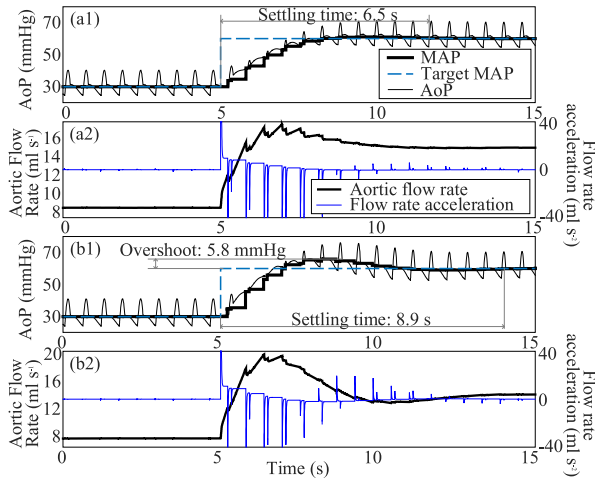 (a1)
Settling time: 6.5 s
70
50
30
AoP (mmHg)
MAP
Target MAP
AoP
0 5 10 15
(a2)
16
14
12
10
8
Aortic Flow
Rate (ml s⁻¹)
40
0
-40
Flow rate
acceleration
(ml s⁻²)
Aortic flow rate
Flow rate acceleration
0 5 10 15
(b1)
Overshoot: 5.8 mmHg
70
50
30
AoP (mmHg)
Settling time: 8.9 s
0 5 10 15
(b2)
20
16
12
8
Aortic Flow
Rate (ml s⁻¹)
40
0
-40
Flow rate
acceleration
(ml s⁻²)
0 5 10 15
Time (s)